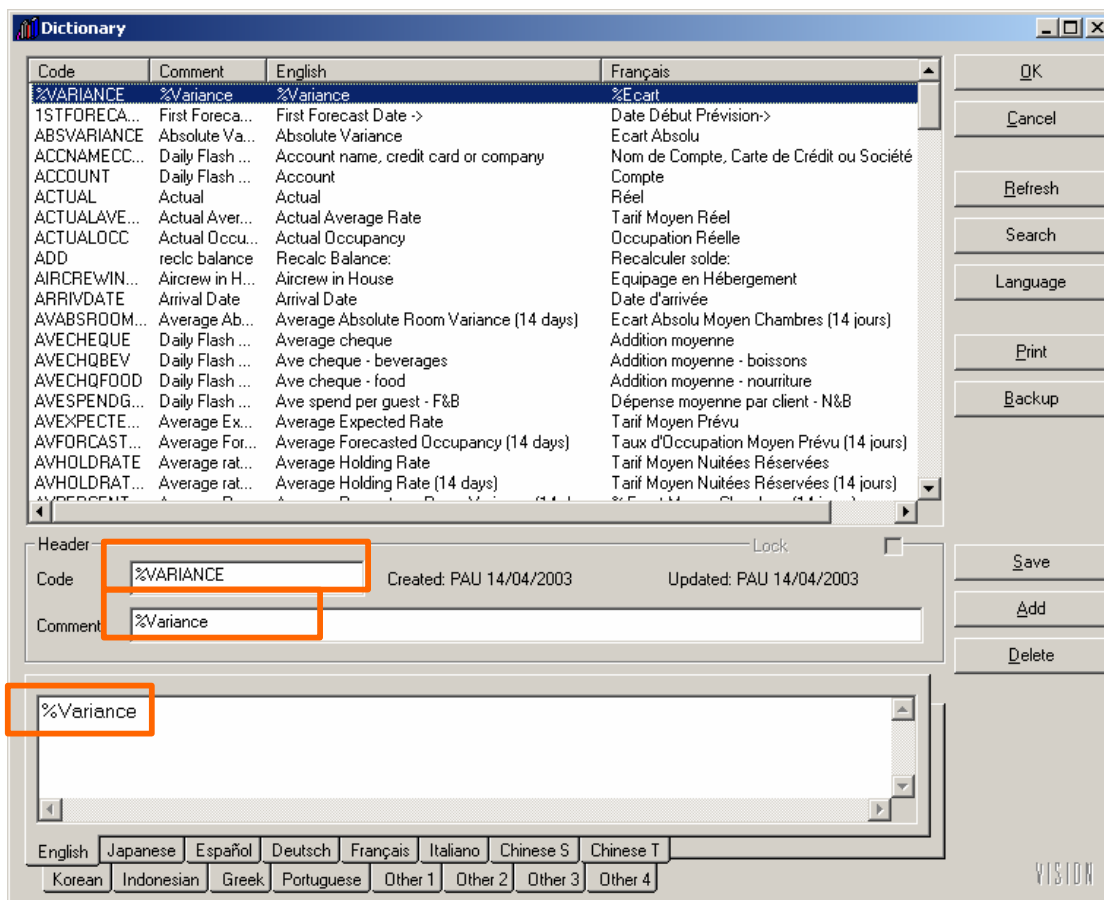 Dictionary
Code Comment English Français
%VARIANCE %Variance %Variance %Ecart
1STFORECA... First Foreca... First Forecast Date -> Date Début Prévision->
ABSVARIANCE Absolute Va... Absolute Variance Ecart Absolu
ACCNAMECC... Daily Flash ... Account name, credit card or company Nom de Compte, Carte de Crédit ou Société
ACCOUNT Daily Flash ... Account Compte
ACTUAL Actual Actual Réel
ACTUALAVE... Actual Aver... Actual Average Rate Tarif Moyen Réel
ACTUALOCC Actual Occu... Actual Occupancy Occupation Réelle
ADD reclc balance Recalc Balance: Recalculer solde:
AIRCREWIN... Aircrew in H... Aircrew in House Equipage en Hébergement
ARRIVDATE Arrival Date Arrival Date Date d'arrivée
AVABSROOM... Average Ab... Average Absolute Room Variance (14 days) Ecart Absolu Moyen Chambres (14 jours)
AVECHEQUE Daily Flash ... Average cheque Addition moyenne
AVECHQBEV Daily Flash ... Ave cheque - beverages Addition moyenne - boissons
AVECHQFOOD Daily Flash ... Ave cheque - food Addition moyenne - nourriture
AVESPENDG... Daily Flash ... Ave spend per guest - F&B Dépense moyenne par client - N&B
AVEXPECTE... Average Ex... Average Expected Rate Tarif Moyen Prévu
AVFORCAST... Average For... Average Forecasted Occupancy (14 days) Taux d'Occupation Moyen Prévu (14 jours)
AVHOLDRATE Average rat... Average Holding Rate Tarif Moyen Nuitées Réservées
AVHOLDRAT... Average rat... Average Holding Rate (14 days) Tarif Moyen Nuitées Réservées (14 jours)
OK
Cancel
Refresh
Search
Language
Print
Backup
Header Lock
Code %VARIANCE Created: PAU 14/04/2003 Updated: PAU 14/04/2003
Comment %Variance
Save
Add
Delete
%Variance
English Japanese Español Deutsch Français Italiano Chinese S Chinese T
Korean Indonesian Greek Portuguese Other 1 Other 2 Other 3 Other 4
VISION